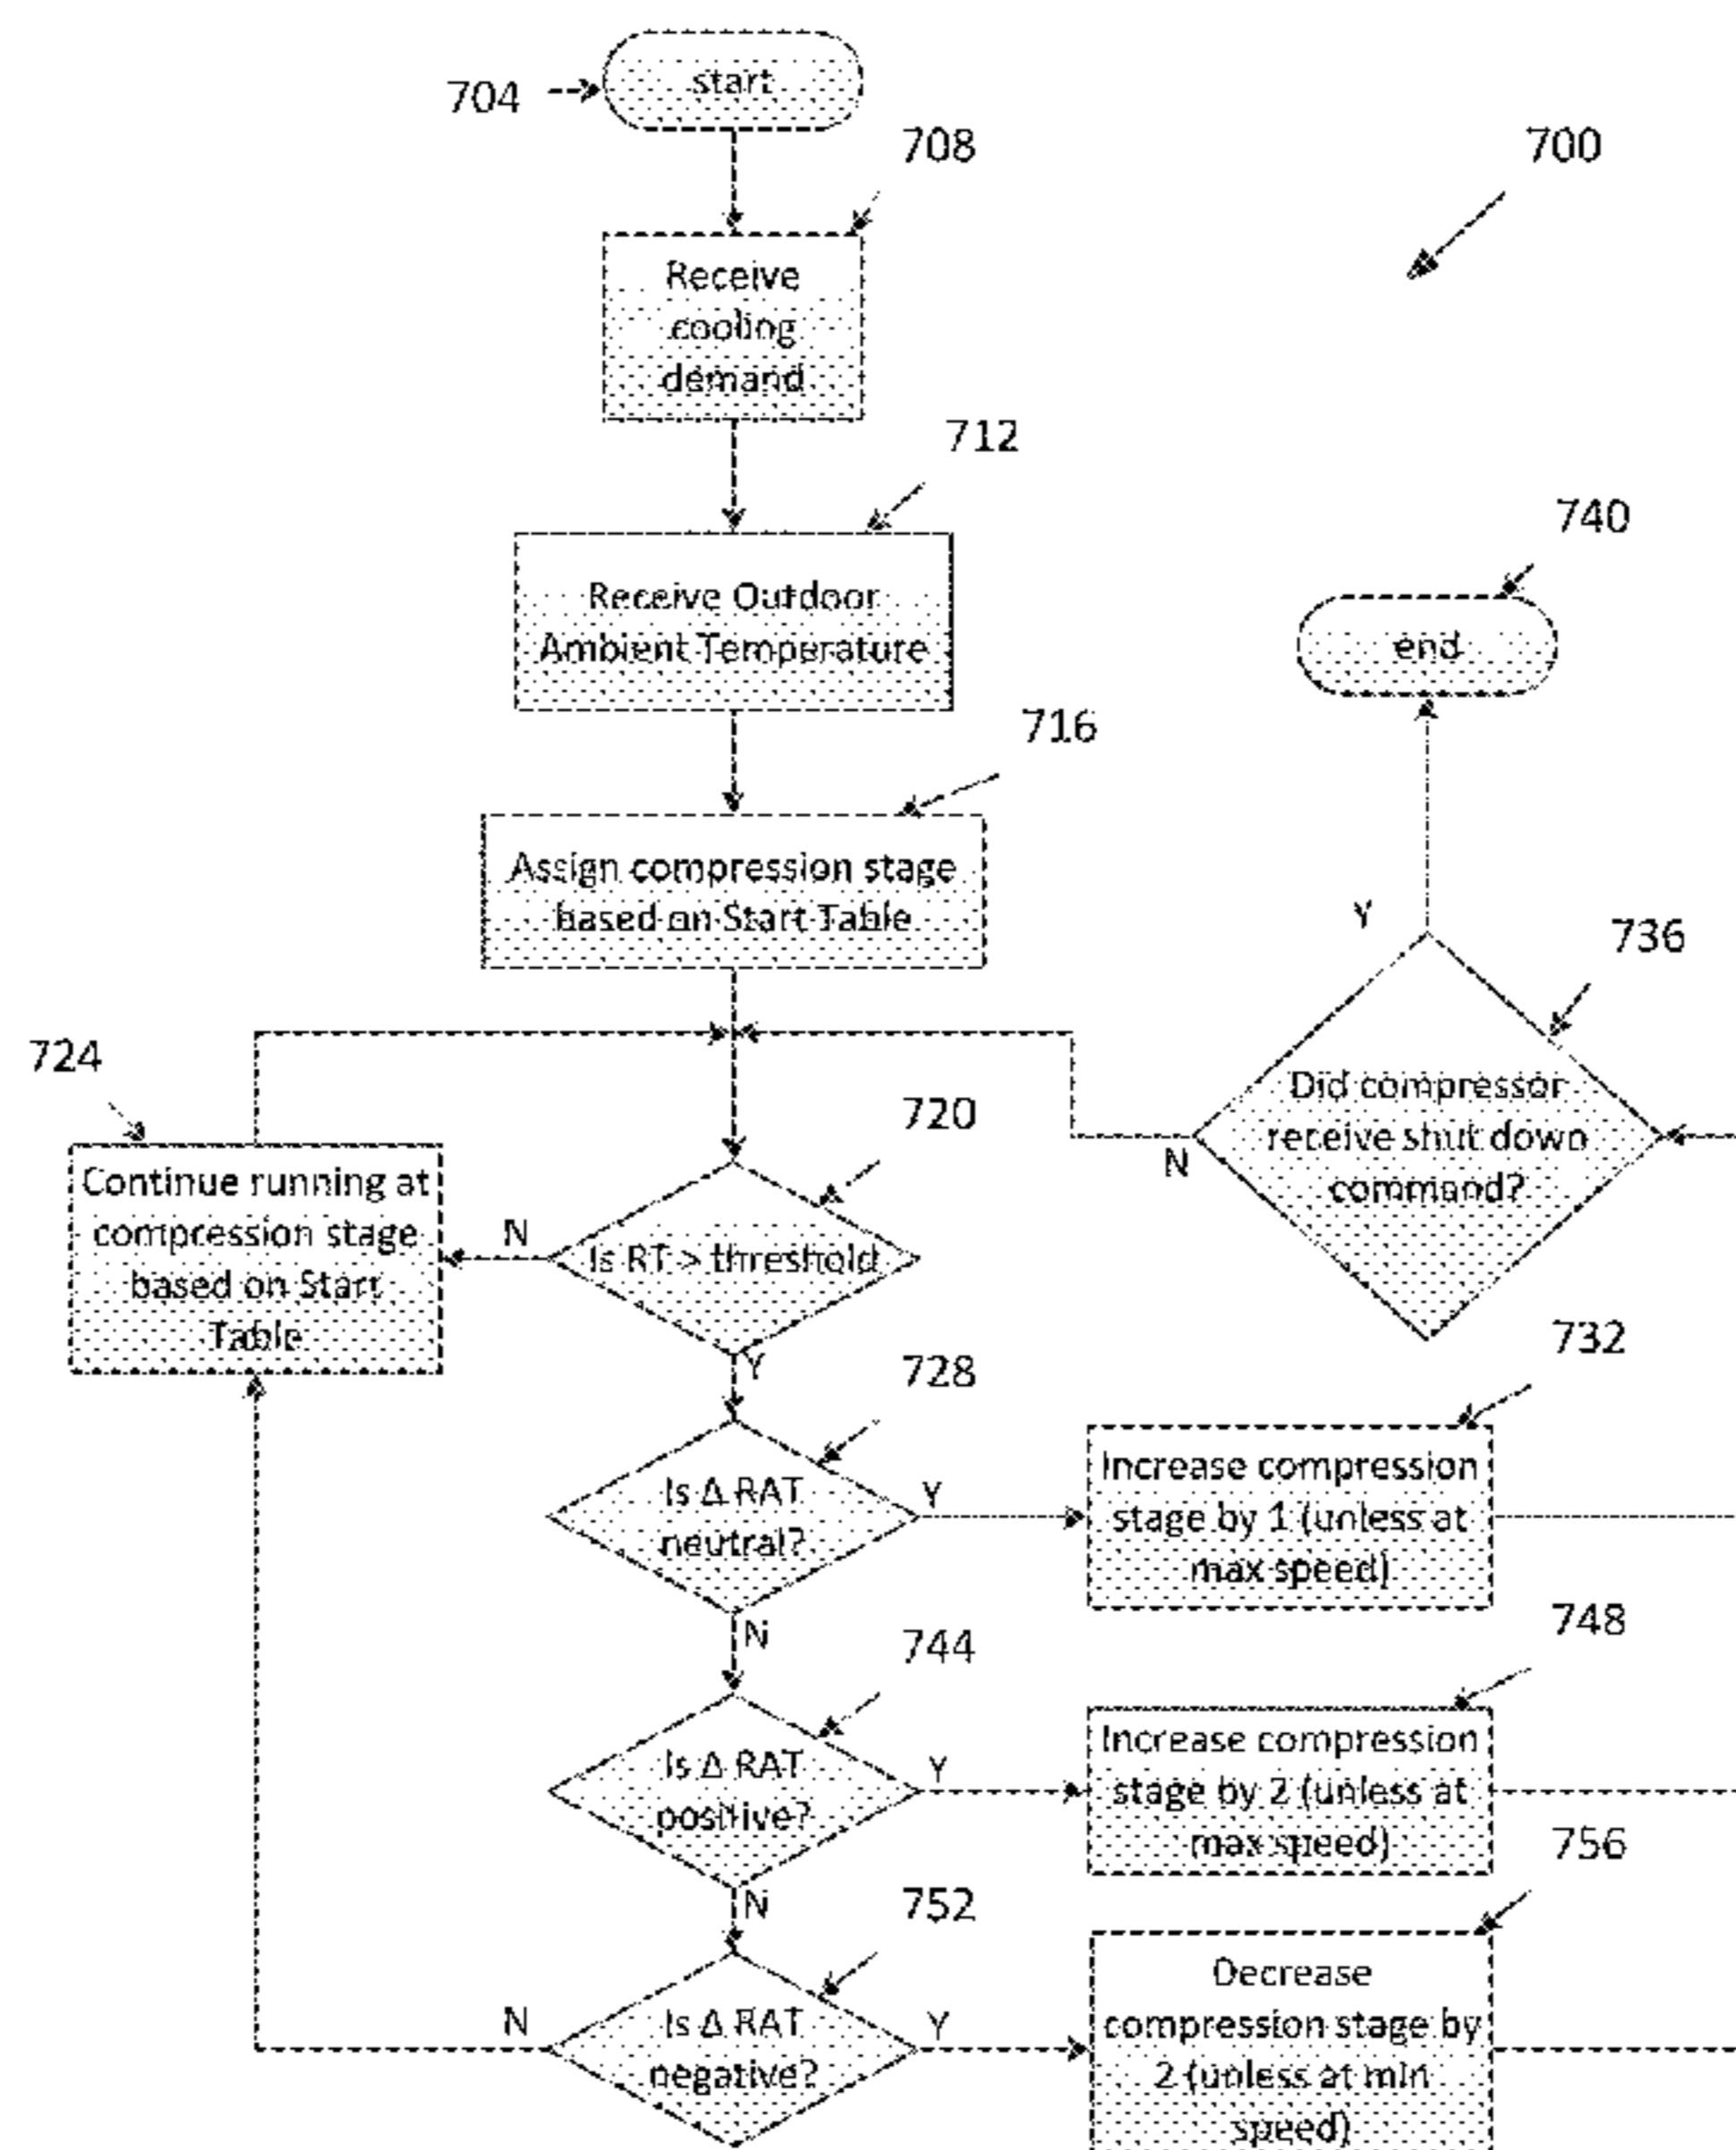 start
704
708
700
Receive
cooling
demand
712
Receive Outdoor
Ambient Temperature
740
end
716
Assign compression stage
based on Start Table
Y
736
Did compressor
receive shut down
command?
N
724
Continue running at
compression stage
based on Start
Table
720
N
Is RT > threshold
Y
728
Is Δ RAT
neutral?
Y
732
Increase compression
stage by 1 (unless at
max speed)
N
744
Is Δ RAT
positive?
Y
748
Increase compression
stage by 2 (unless at
max speed)
N
752
Is Δ RAT
negative?
N
Y
756
Decrease
compression stage by
2 (unless at min
speed)